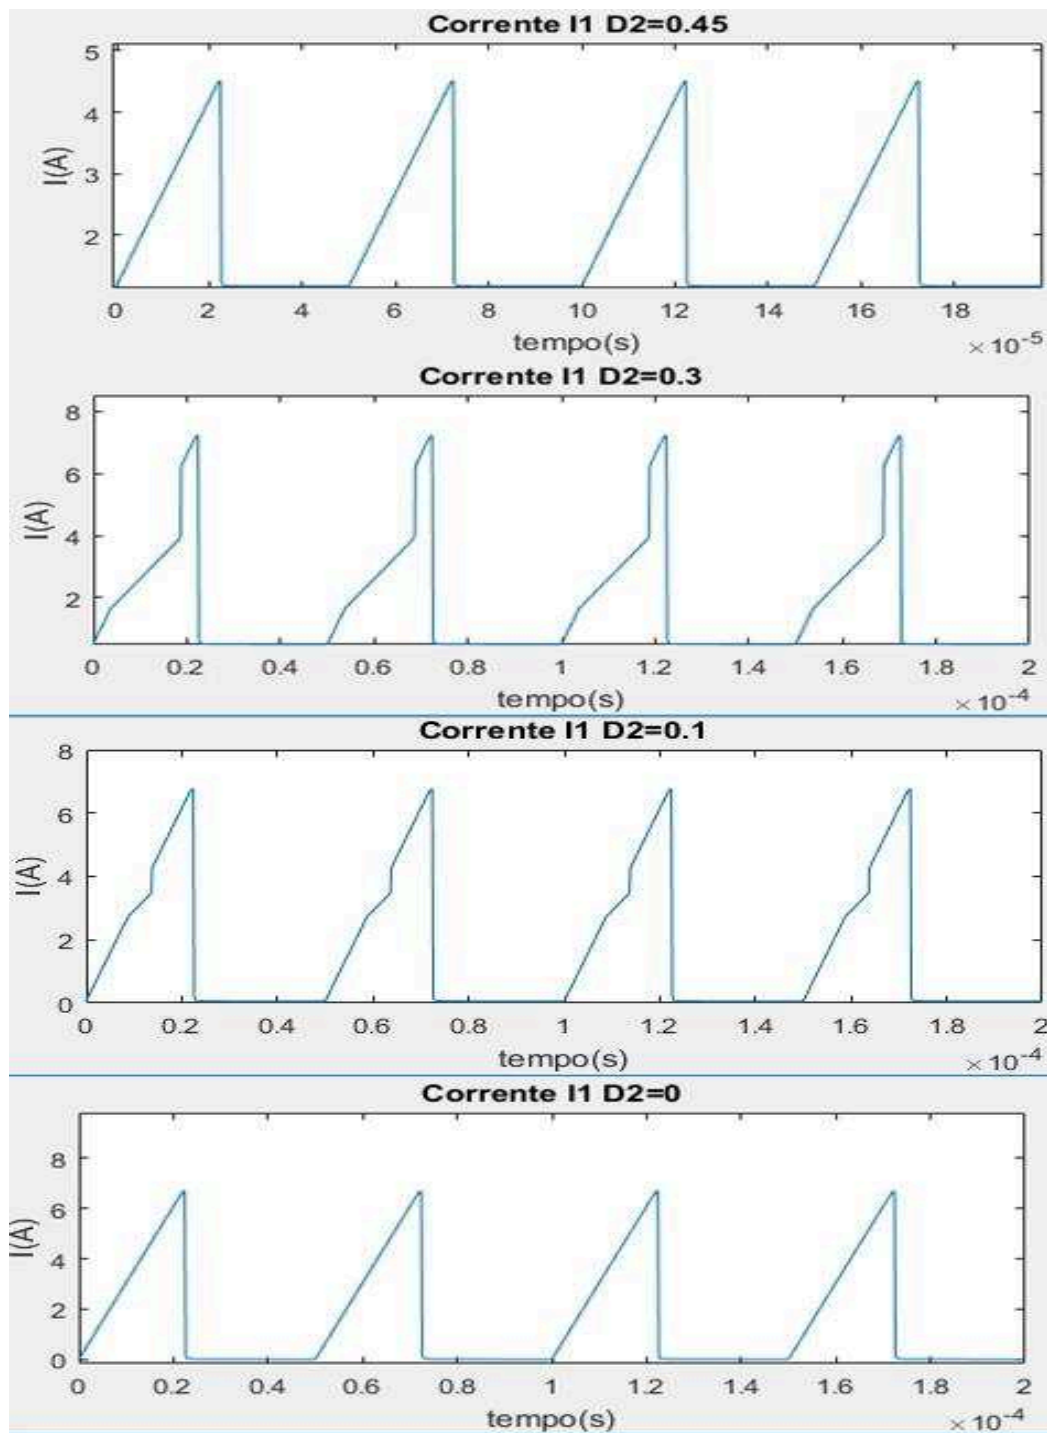 Corrente I1 D2=0.45
5
4
3
2
I(A)
0 2 4 6 8 10 12 14 16 18
tempo(s)
× 10-5
Corrente I1 D2=0.3
8
6
4
2
I(A)
0 0.2 0.4 0.6 0.8 1 1.2 1.4 1.6 1.8 2
tempo(s)
× 10-4
Corrente I1 D2=0.1
8
6
4
2
0
I(A)
0 0.2 0.4 0.6 0.8 1 1.2 1.4 1.6 1.8 2
tempo(s)
× 10-4
Corrente I1 D2=0
8
6
4
2
0
I(A)
0 0.2 0.4 0.6 0.8 1 1.2 1.4 1.6 1.8 2
tempo(s)
× 10-4